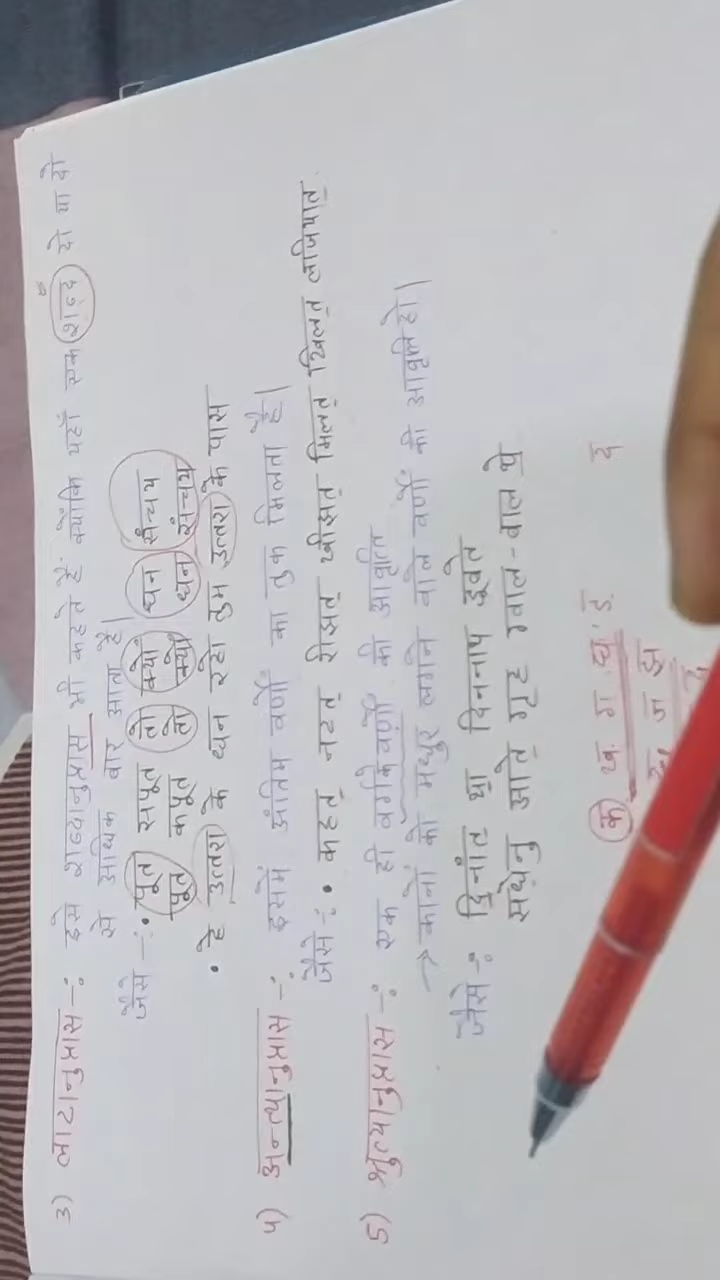 3) लाटानुप्रास -: इसे शब्दानुप्रास भी कहते हैं क्योंकि यहाँ एक शब्द दो या दो
से अधिक बार आता है।
जैसे -: • पूत सपूत तो क्यों धन संचय
पूत कपूत तो क्यों धन संचय
• हे उत्तरा के धन रहो तुम उत्तरा के पास
4) अन्त्यानुप्रास -: इसमें अंतिम वर्णों का तुक मिलता है।
जैसे : • कहत नटत रीझत खीझत मिलत खिलत लजियात
5) श्रुत्यानुप्रास -: एक ही वर्ग के वर्णों की आवृति
→ कानों को मधुर लगने वाले वर्णों की आवृति हो।
जैसे : दिनांत था दिननाथ डूबते
सधेनु आते गृह ग्वाल-बाल थे
क ख ग घ ङ य
छ ज झ